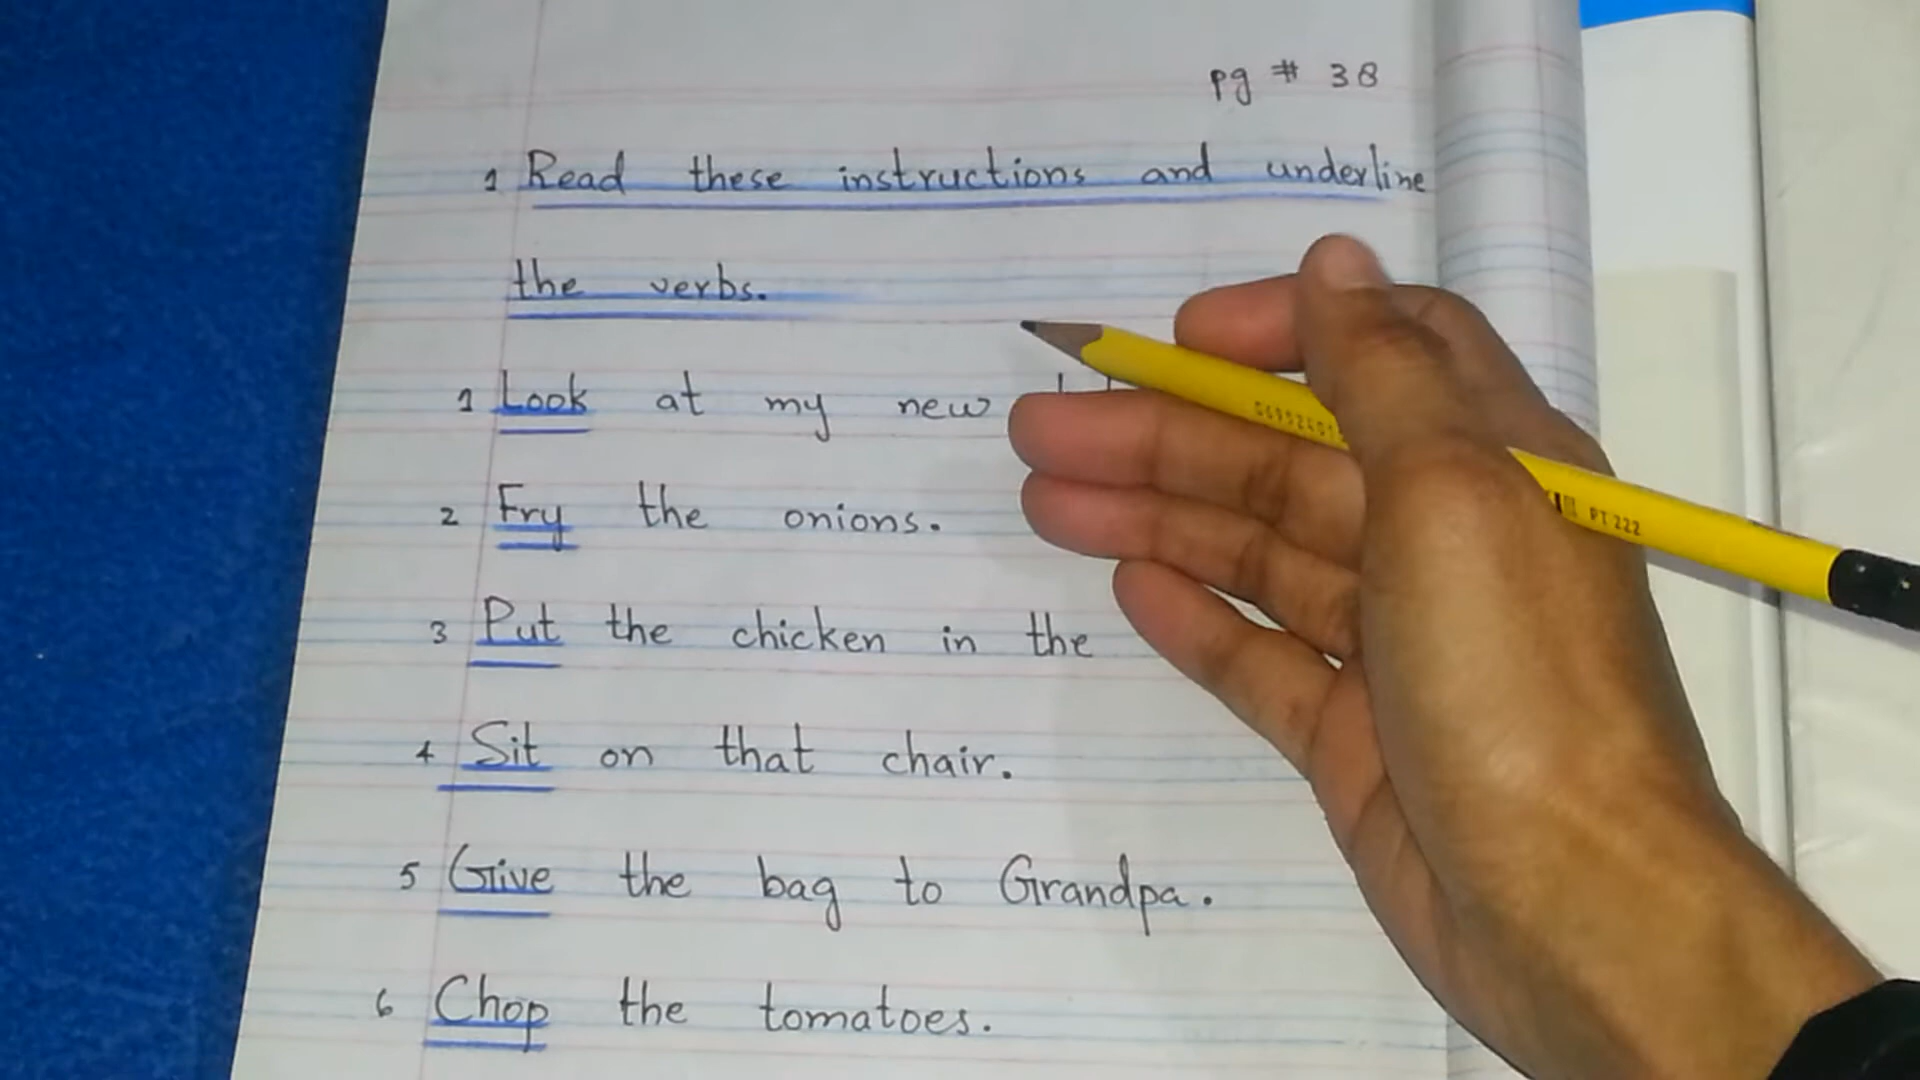 pg # 38
1 Read these instructions and underline
the verbs.
1 Look at my new
2 Fry the onions.
3 Put the chicken in the
4 Sit on that chair.
5 Give the bag to Grandpa.
6 Chop the tomatoes.
PT 222